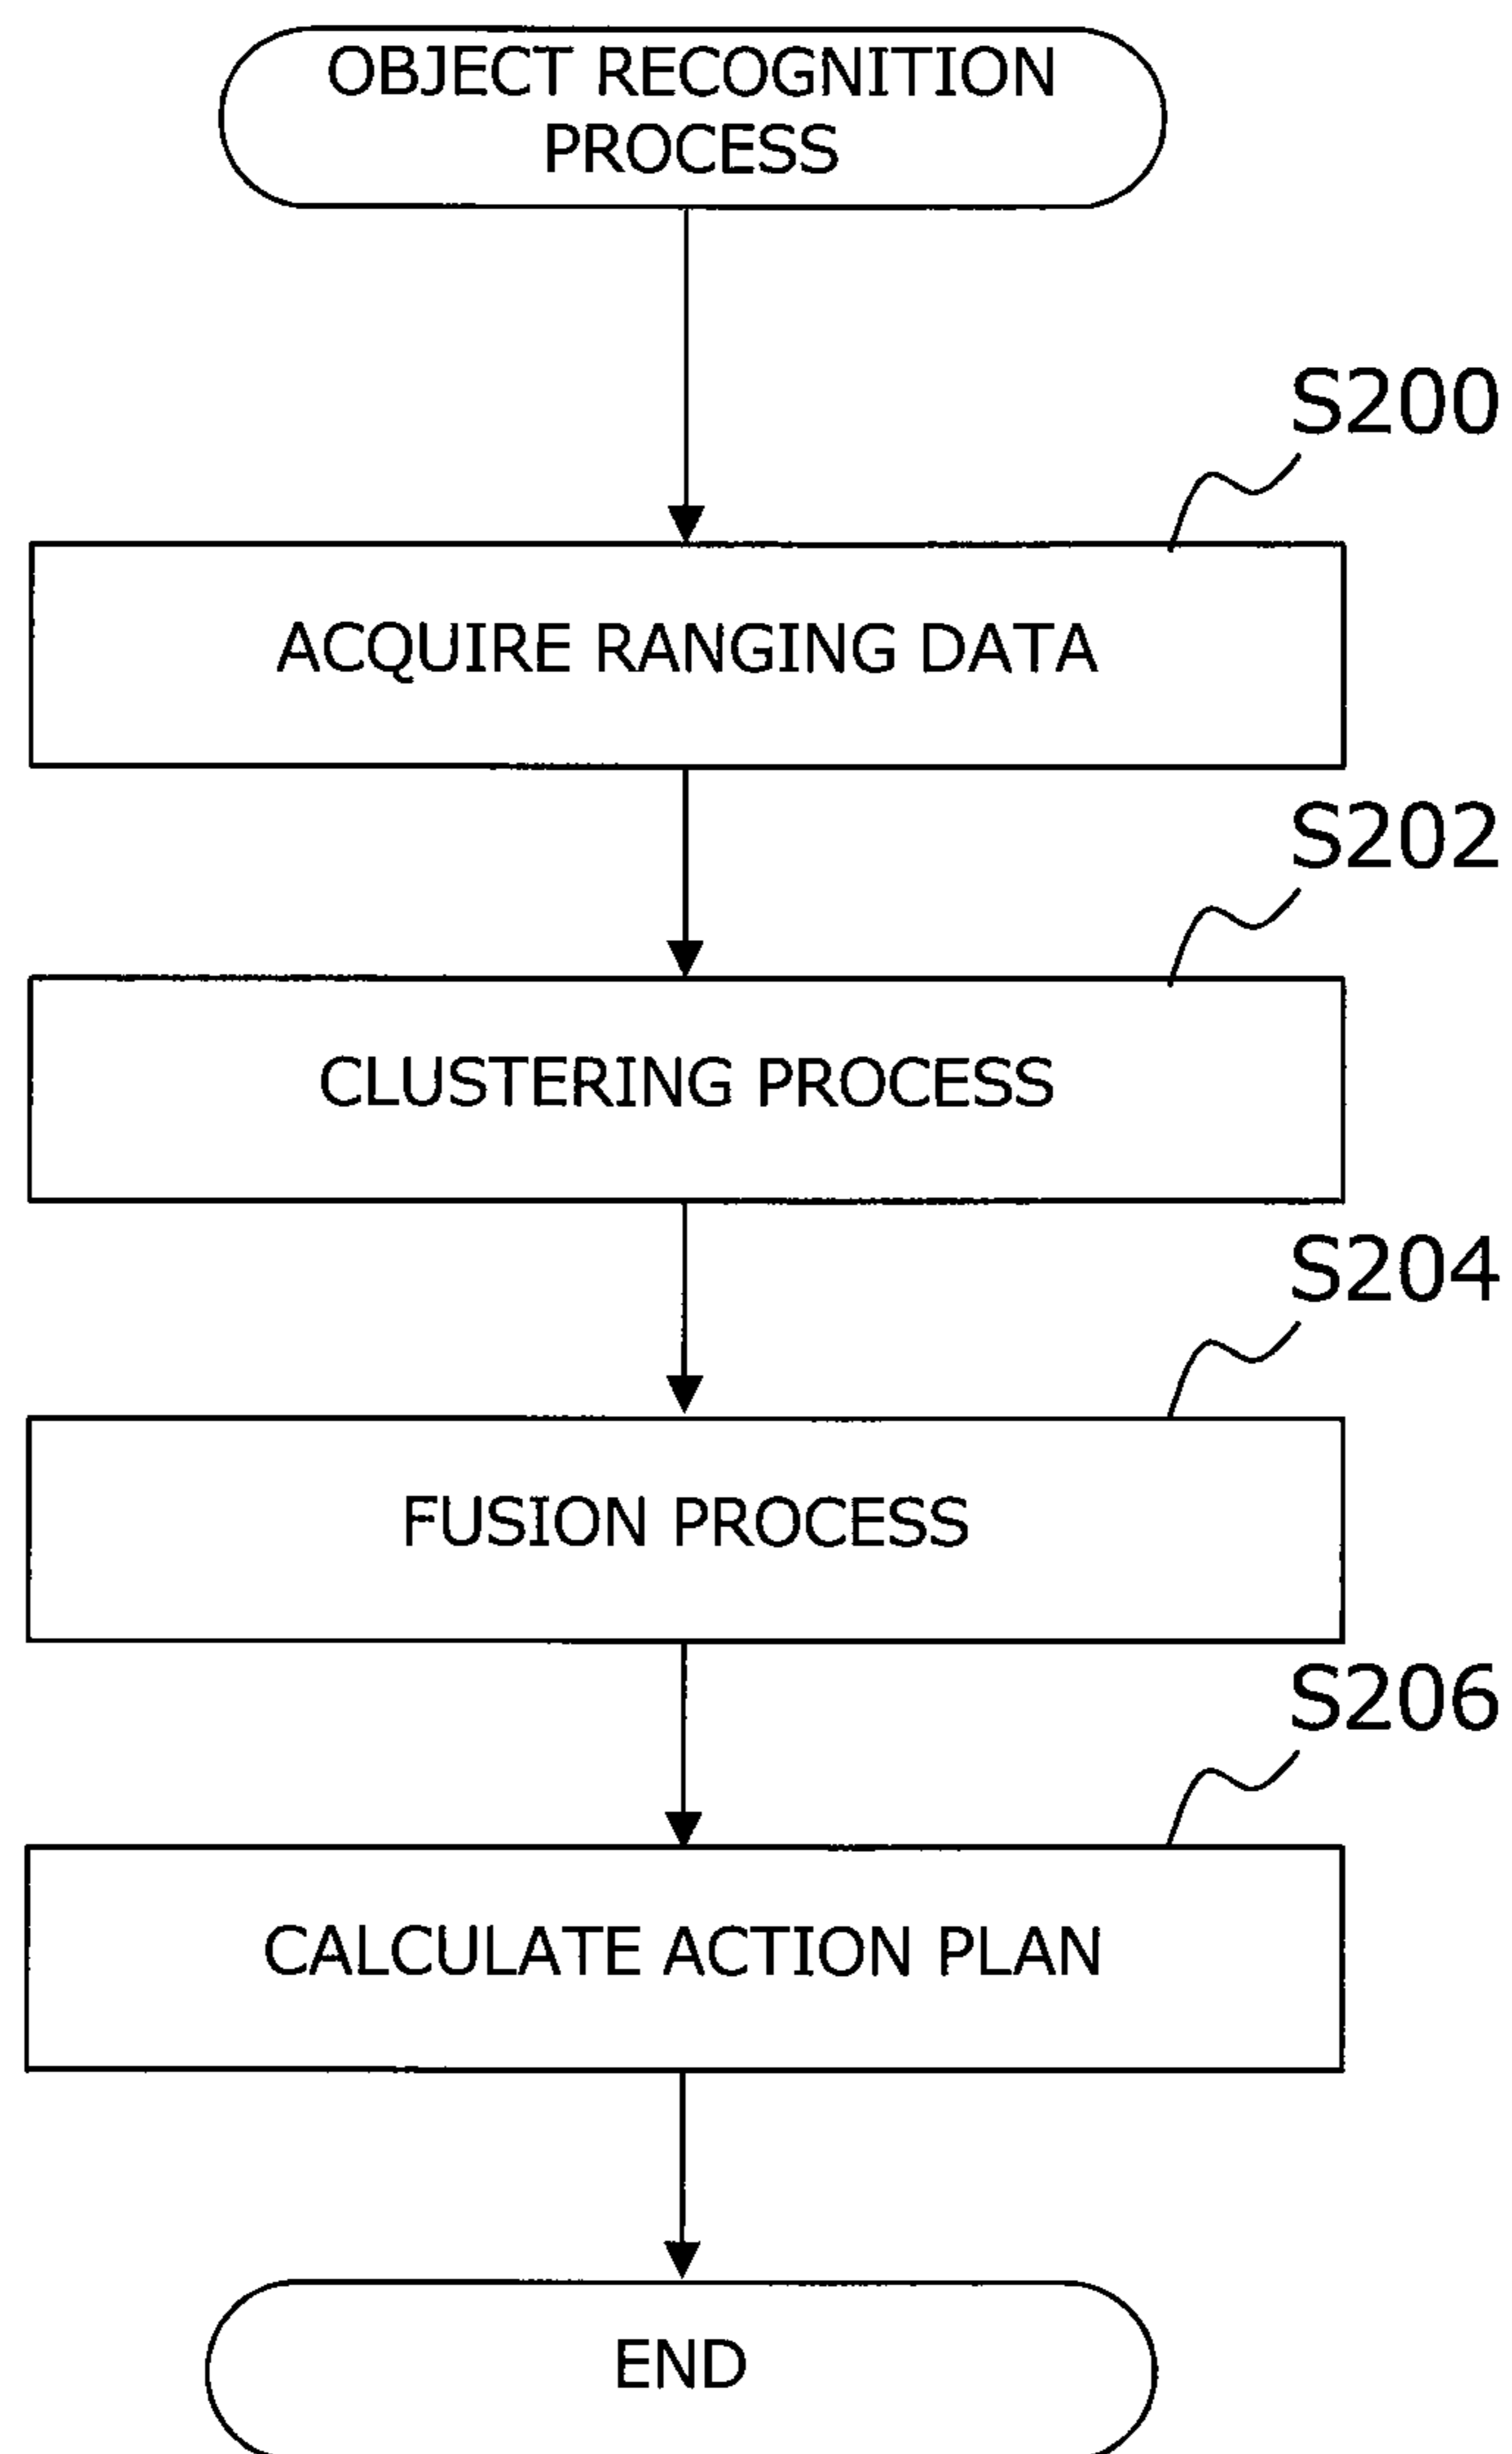 OBJECT RECOGNITION
PROCESS
S200
ACQUIRE RANGING DATA
S202
CLUSTERING PROCESS
S204
FUSION PROCESS
S206
CALCULATE ACTION PLAN
END